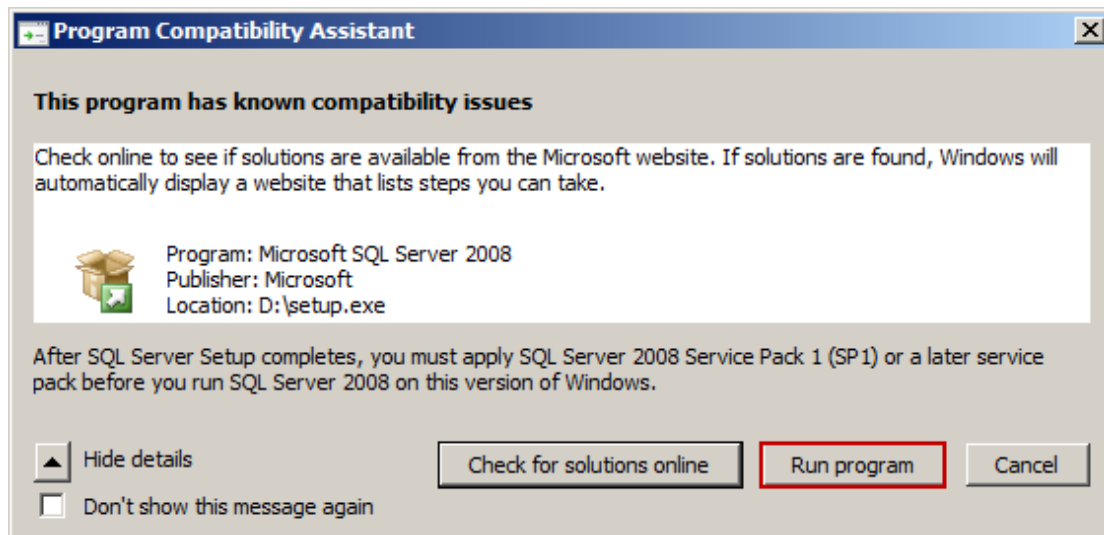 Program Compatibility Assistant
This program has known compatibility issues
Check online to see if solutions are available from the Microsoft website. If solutions are found, Windows will
automatically display a website that lists steps you can take.
Program: Microsoft SQL Server 2008
Publisher: Microsoft
Location: D:\setup.exe
After SQL Server Setup completes, you must apply SQL Server 2008 Service Pack 1 (SP1) or a later service
pack before you run SQL Server 2008 on this version of Windows.
Hide details
Check for solutions online
Run program
Cancel
Don't show this message again